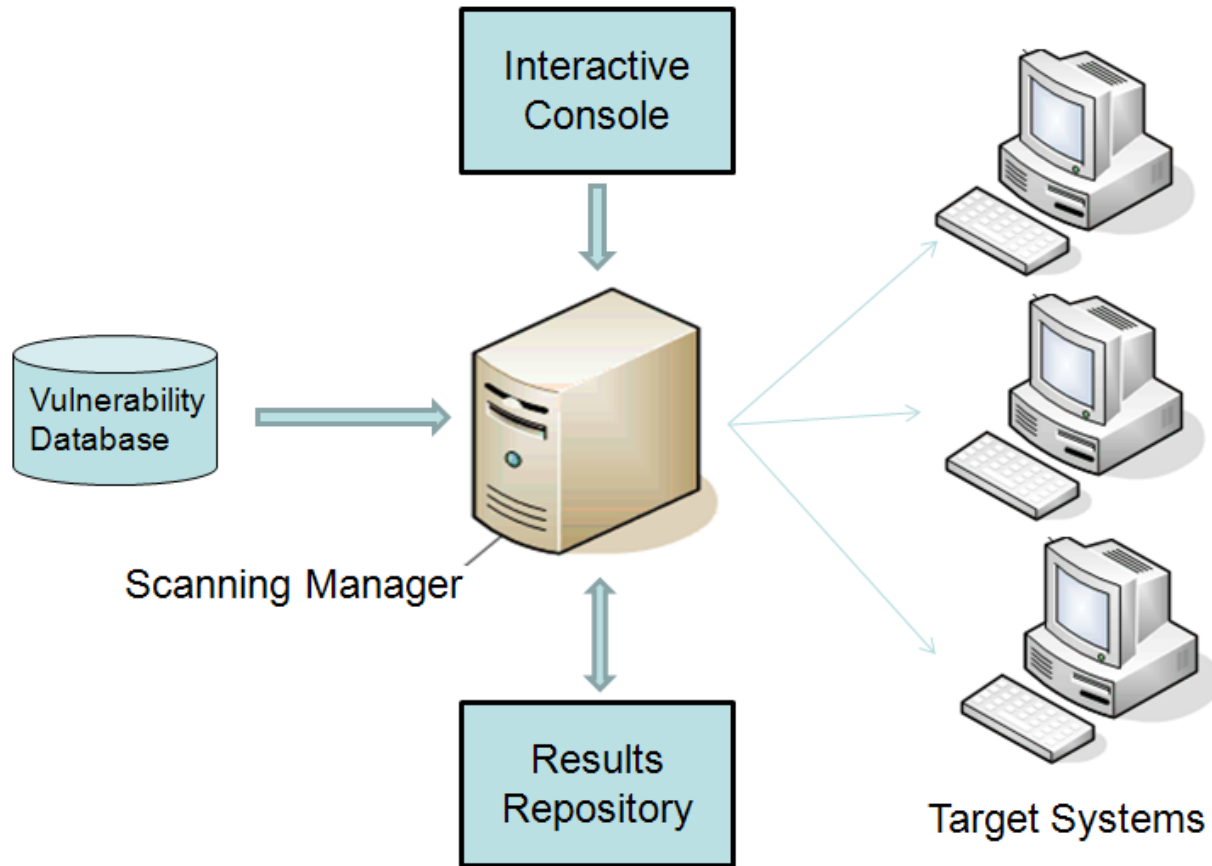 Interactive
Console
Vulnerability
Database
Scanning Manager
Results
Repository
Target Systems